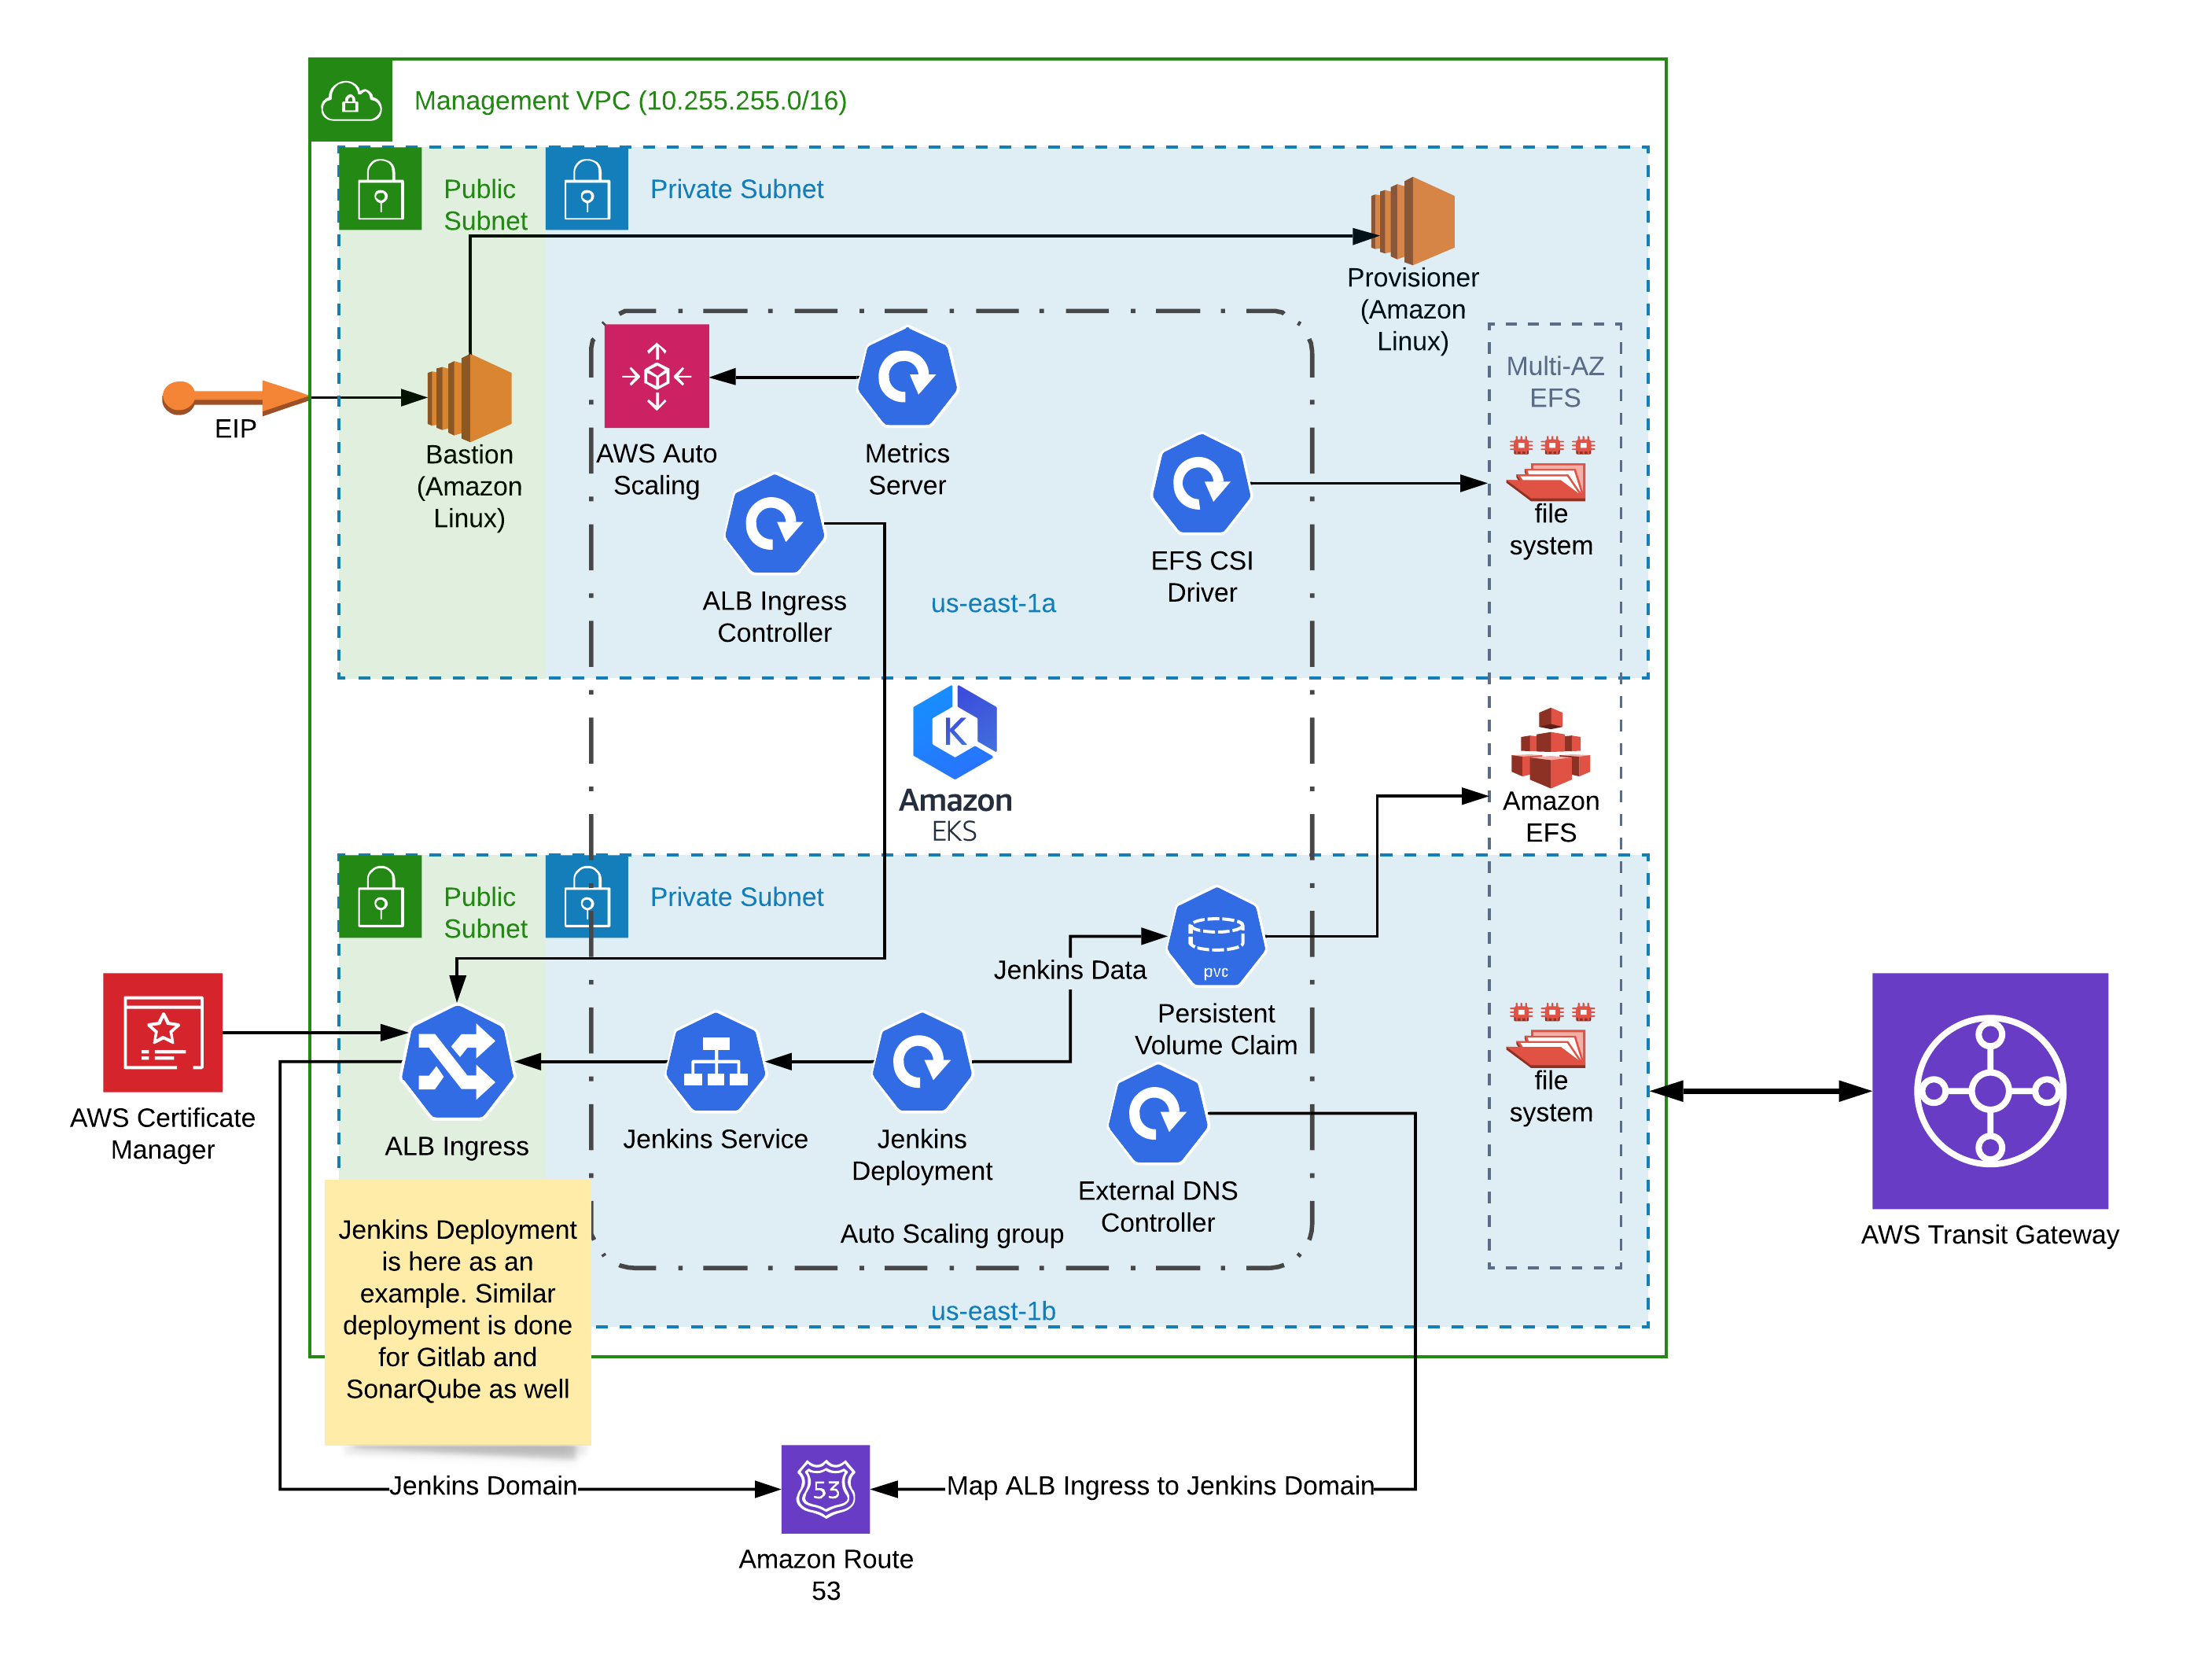 Management VPC (10.255.255.0/16)
Public
Subnet
Private Subnet
Provisioner
(Amazon
Linux)
EIP
Bastion
(Amazon
Linux)
AWS Auto
Scaling
Metrics
Server
ALB Ingress
Controller
EFS CSI
Driver
us-east-1a
Multi-AZ
EFS
file
system
K
Amazon
EKS
Amazon
EFS
Public
Subnet
Private Subnet
Jenkins Data
pvc
Persistent
Volume Claim
AWS Certificate
Manager
ALB Ingress
Jenkins Service
Jenkins
Deployment
External DNS
Controller
Auto Scaling group
file
system
AWS Transit Gateway
us-east-1b
Jenkins Deployment
is here as an
example. Similar
deployment is done
for Gitlab and
SonarQube as well
Jenkins Domain
53
Map ALB Ingress to Jenkins Domain
Amazon Route
53